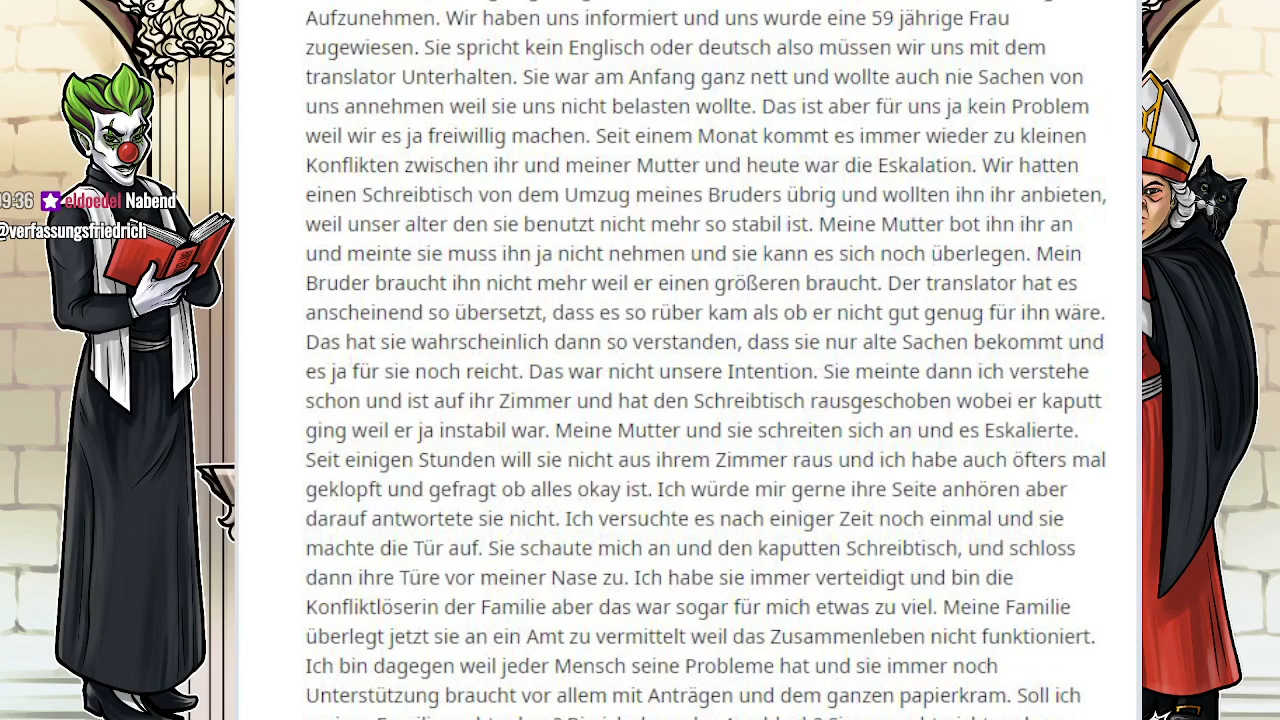 Aufzunehmen. Wir haben uns informiert und uns wurde eine 59 jährige Frau
zugewiesen. Sie spricht kein Englisch oder deutsch also müssen wir uns mit dem
translator Unterhalten. Sie war am Anfang ganz nett und wollte auch nie Sachen von
uns annehmen weil sie uns nicht belasten wollte. Das ist aber für uns ja kein Problem
weil wir es ja freiwillig machen. Seit einem Monat kommt es immer wieder zu kleinen
Konflikten zwischen ihr und meiner Mutter und heute war die Eskalation. Wir hatten
einen Schreibtisch von dem Umzug meines Bruders übrig und wollten ihn ihr anbieten,
weil unser alter den sie benutzt nicht mehr so stabil ist. Meine Mutter bot ihn ihr an
und meinte sie muss ihn ja nicht nehmen und sie kann es sich noch überlegen. Mein
Bruder braucht ihn nicht mehr weil er einen größeren braucht. Der translator hat es
anscheinend so übersetzt, dass es so rüber kam als ob er nicht gut genug für ihn wäre.
Das hat sie wahrscheinlich dann so verstanden, dass sie nur alte Sachen bekommt und
es ja für sie noch reicht. Das war nicht unsere Intention. Sie meinte dann ich verstehe
schon und ist auf ihr Zimmer und hat den Schreibtisch rausgeschoben wobei er kaputt
ging weil er ja instabil war. Meine Mutter und sie schreiten sich an und es Eskalierte.
Seit einigen Stunden will sie nicht aus ihrem Zimmer raus und ich habe auch öfters mal
geklopft und gefragt ob alles okay ist. Ich würde mir gerne ihre Seite anhören aber
darauf antwortete sie nicht. Ich versuchte es nach einiger Zeit noch einmal und sie
machte die Tür auf. Sie schaute mich an und den kaputten Schreibtisch, und schloss
dann ihre Türe vor meiner Nase zu. Ich habe sie immer verteidigt und bin die
Konfliktlöserin der Familie aber das war sogar für mich etwas zu viel. Meine Familie
überlegt jetzt sie an ein Amt zu vermittelt weil das Zusammenleben nicht funktioniert.
Ich bin dagegen weil jeder Mensch seine Probleme hat und sie immer noch
Unterstützung braucht vor allem mit Anträgen und dem ganzen papierkram. Soll ich
9:36 eldoedel Nabend
@verfassungsfriedrich